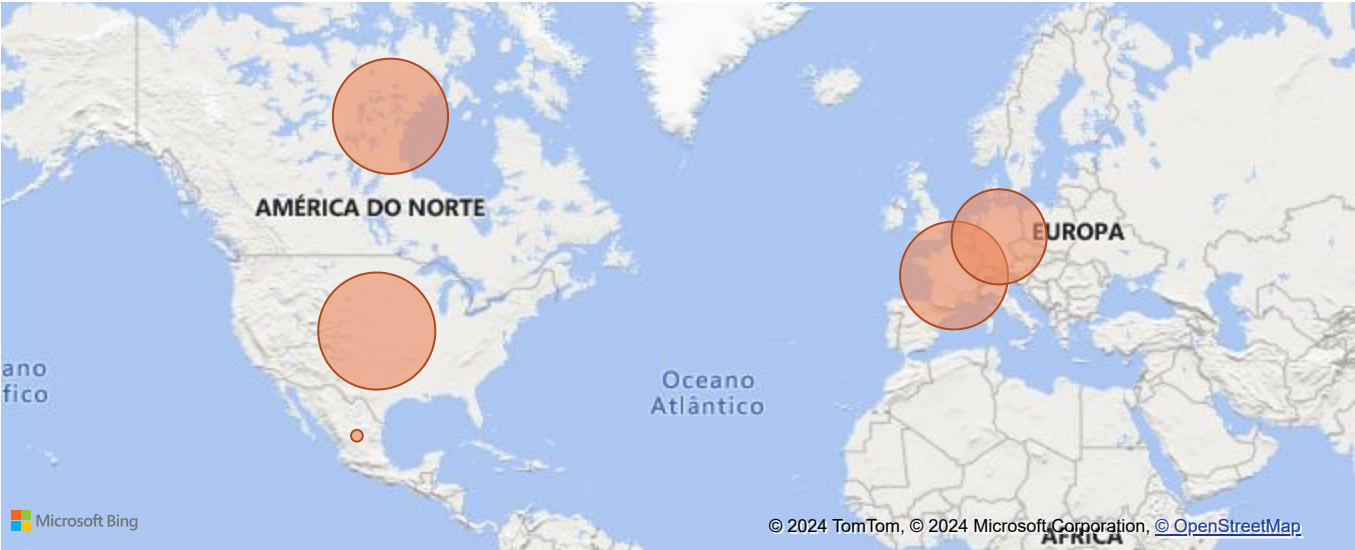 AMÉRICA DO NORTE
EUROPA
ano
fico
Oceano
Atlântico
Microsoft Bing
© 2024 TomTom, © 2024 Microsoft Corporation, © OpenStreetMap
ÁFRICA